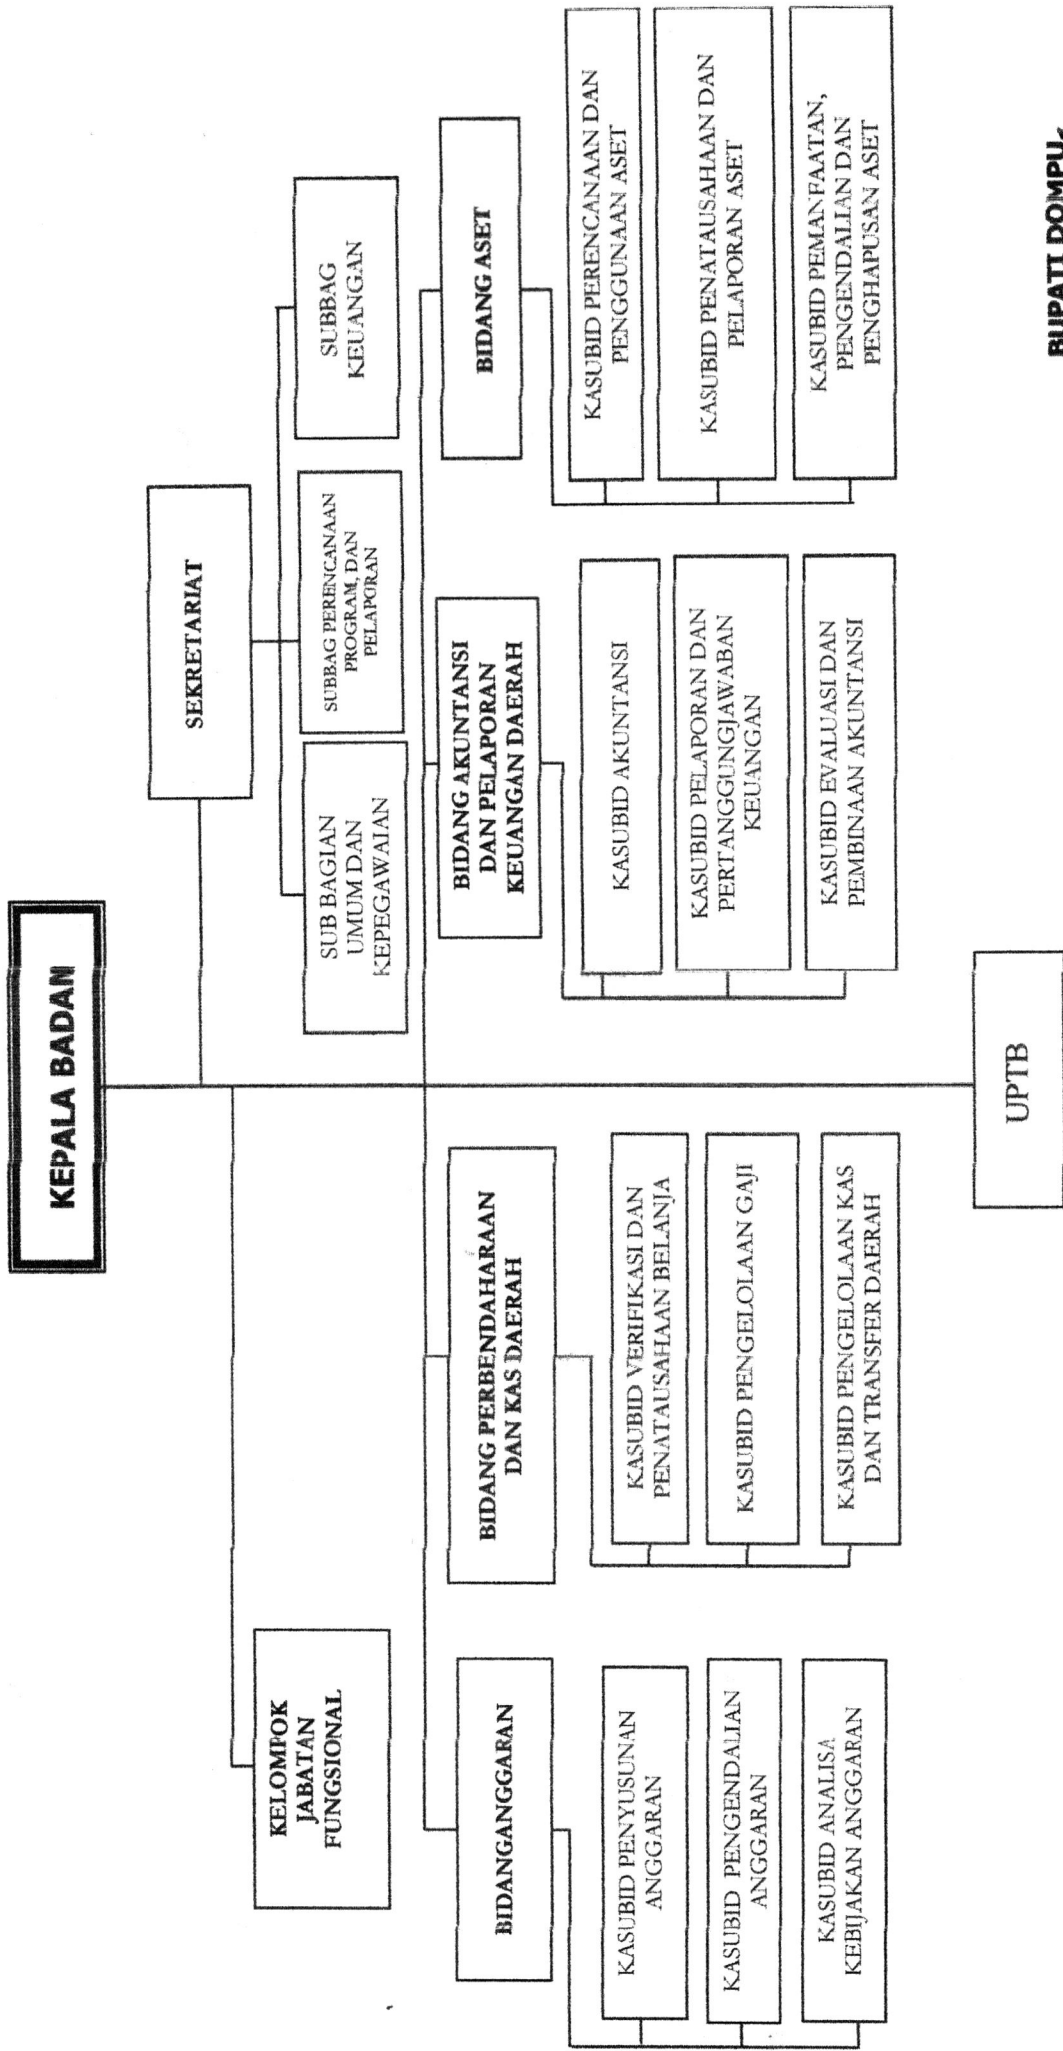 KEPALA BADAN
SEKRETARIAT
KELOMPOK
JABATAN
FUNGSIONAL
SUB BAGIAN
UMUM DAN
KEPEGAWAIAN
SUBBAG PERENCANAAN
PROGRAM, DAN
PELAPORAN
SUBBAG
KEUANGAN
BIDANGANGGARAN
BIDANG PERBENDAHARAAN
DAN KAS DAERAH
BIDANG AKUNTANSI
DAN PELAPORAN
KEUANGAN DAERAH
BIDANG ASET
KASUBID PENYUSUNAN
ANGGARAN
KASUBID PENGENDALIAN
ANGGARAN
KASUBID ANALISA
KEBIJAKAN ANGGARAN
KASUBID VERIFIKASI DAN
PENATAUSAHAAN BELANJA
KASUBID PENGELOLAAN GAJI
KASUBID PENGELOLAAN KAS
DAN TRANSFER DAERAH
KASUBID AKUNTANSI
KASUBID PELAPORAN DAN
PERTANGGUNGJAWABAN
KEUANGAN
KASUBID EVALUASI DAN
PEMBINAAN AKUNTANSI
KASUBID PERENCANAAN DAN
PENGGUNAAN ASET
KASUBID PENATAUSAHAAN DAN
PELAPORAN ASET
KASUBID PEMANFAATAN,
PENGENDALIAN DAN
PENGHAPUSAN ASET
UPTB
BUPATI DOMPU,